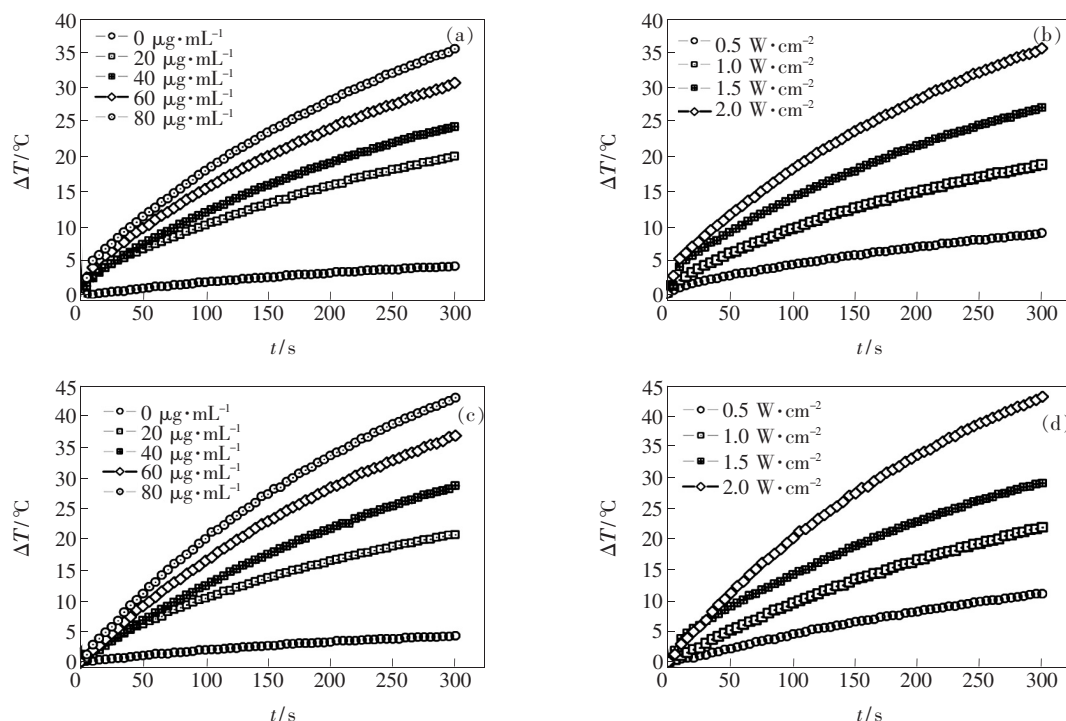 40
35
30
25
20
15
10
5
0
ΔT/℃
(a)
0 μg·mL⁻¹
20 μg·mL⁻¹
40 μg·mL⁻¹
60 μg·mL⁻¹
80 μg·mL⁻¹
0 50 100 150 200 250 300
t/s
40
35
30
25
20
15
10
5
0
ΔT/℃
(b)
0.5 W·cm⁻²
1.0 W·cm⁻²
1.5 W·cm⁻²
2.0 W·cm⁻²
0 50 100 150 200 250 300
t/s
45
40
35
30
25
20
15
10
5
0
ΔT/℃
(c)
0 μg·mL⁻¹
20 μg·mL⁻¹
40 μg·mL⁻¹
60 μg·mL⁻¹
80 μg·mL⁻¹
0 50 100 150 200 250 300
t/s
45
40
35
30
25
20
15
10
5
0
ΔT/℃
(d)
0.5 W·cm⁻²
1.0 W·cm⁻²
1.5 W·cm⁻²
2.0 W·cm⁻²
0 50 100 150 200 250 300
t/s